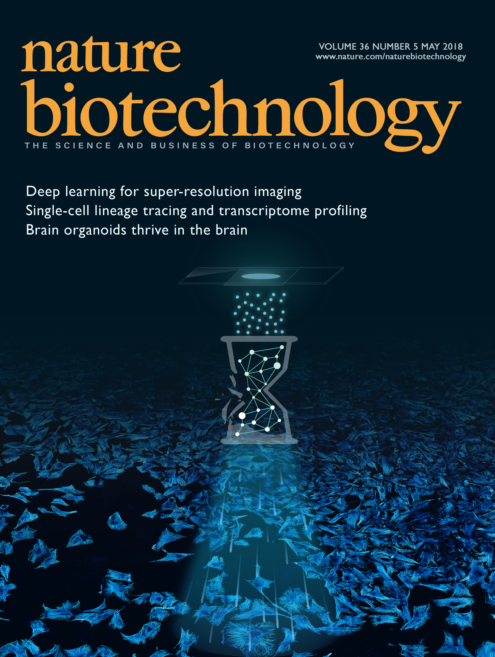 nature
VOLUME 36 NUMBER 5 MAY 2018
www.nature.com/naturebiotechnology
biotechnology
THE SCIENCE AND BUSINESS OF BIOTECHNOLOGY
Deep learning for super-resolution imaging
Single-cell lineage tracing and transcriptome profiling
Brain organoids thrive in the brain